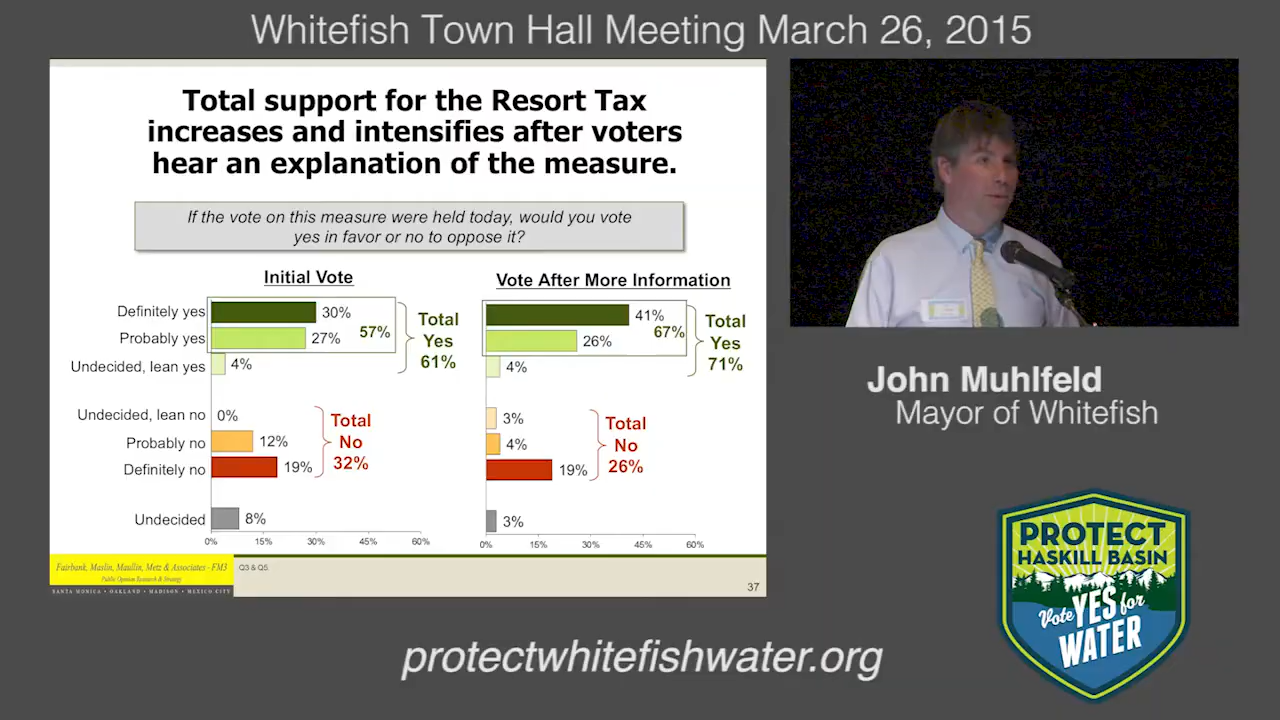 Whitefish Town Hall Meeting March 26, 2015
Total support for the Resort Tax
increases and intensifies after voters
hear an explanation of the measure.
If the vote on this measure were held today, would you vote
yes in favor or no to oppose it?
Initial Vote
Definitely yes 30%
Probably yes 27% 57%
Undecided, lean yes 4%
Total
Yes
61%
Undecided, lean no 0%
Probably no 12%
Definitely no 19%
Total
No
32%
Undecided 8%
0% 15% 30% 45% 60%
Vote After More Information
41%
26% 67%
4%
Total
Yes
71%
3%
4%
19%
Total
No
26%
3%
0% 15% 30% 45% 60%
Fairbank, Maslin, Maullin, Metz & Associates - FM3
Public Opinion Research & Strategy
SANTA MONICA • OAKLAND • MADISON • MEXICO CITY
Q3 & Q5.
37
John Muhlfeld
Mayor of Whitefish
PROTECT
HASKILL BASIN
Vote YES for
WATER
protectwhitefishwater.org